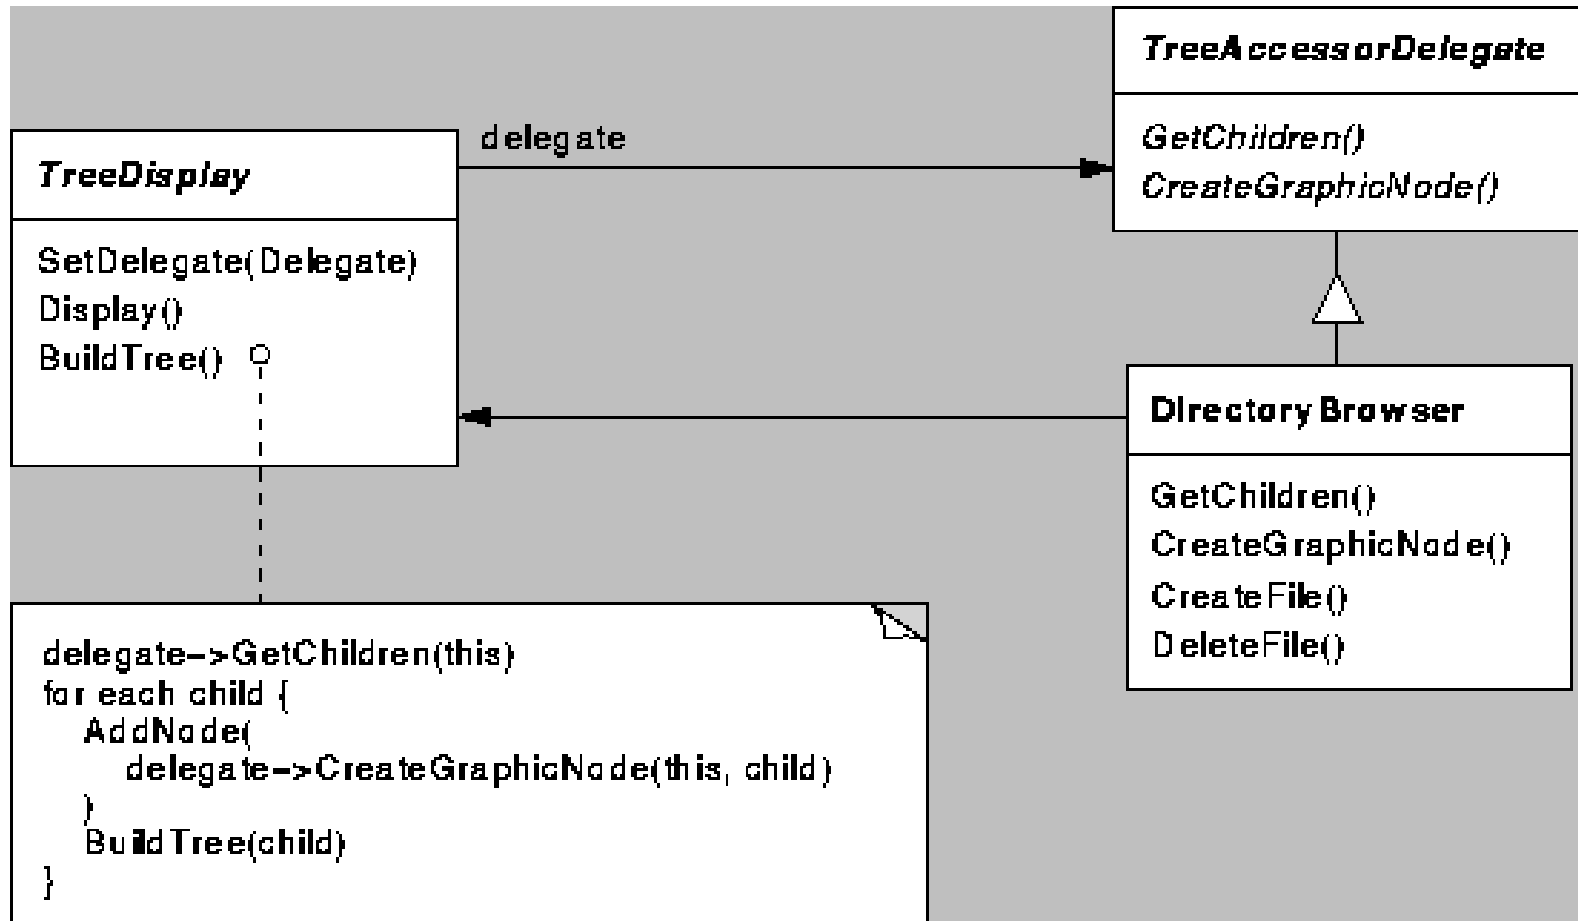 TreeAccessorDelegate
GetChildren()
CreateGraphicNode()
delegate
TreeDisplay
SetDelegate(Delegate)
Display()
BuildTree()
DirectoryBrowser
GetChildren()
CreateGraphicNode()
CreateFile()
DeleteFile()
delegate->GetChildren(this)
for each child {
AddNode(
delegate->CreateGraphicNode(this, child)
)
BuildTree(child)
}